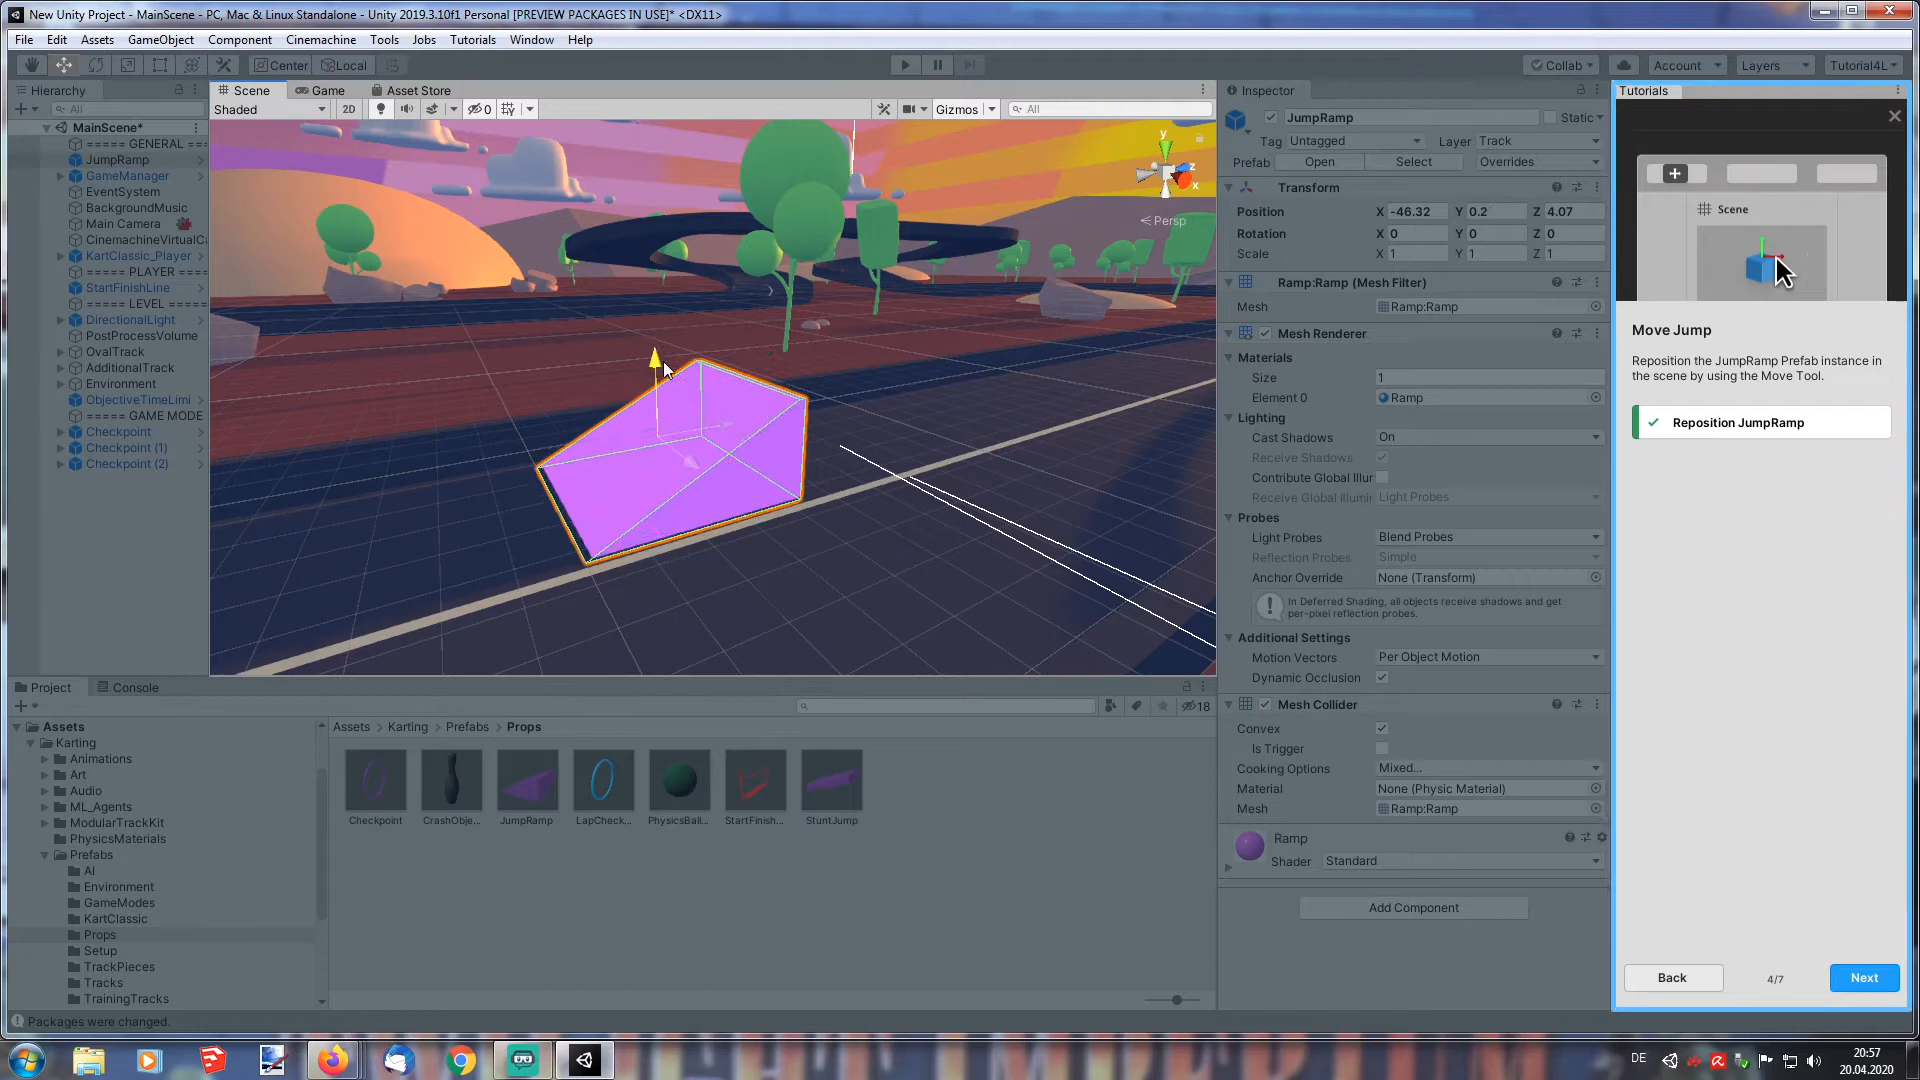 New Unity Project - MainScene - PC, Mac & Linux Standalone - Unity 2019.3.10f1 Personal [PREVIEW PACKAGES IN USE]* <DX11>
File Edit Assets GameObject Component Cinemachine Tools Jobs Tutorials Window Help
Center Local Collab Account Layers Tutorial4L
Hierarchy
All
MainScene*
===== GENERAL ====
JumpRamp
GameManager
EventSystem
BackgroundMusic
Main Camera
CinemachineVirtualCa
KartClassic_Player
===== PLAYER ====
StartFinishLine
===== LEVEL ====
DirectionalLight
PostProcessVolume
OvalTrack
AdditionalTrack
Environment
ObjectiveTimeLimi
===== GAME MODE
Checkpoint
Checkpoint (1)
Checkpoint (2)
Scene Game Asset Store
Shaded 2D 0 Gizmos All
y
z
x
Persp
Inspector
JumpRamp Static
Tag Untagged Layer Track
Prefab Open Select Overrides
Transform
Position X -46.32 Y 0.2 Z 4.07
Rotation X 0 Y 0 Z 0
Scale X 1 Y 1 Z 1
Ramp:Ramp (Mesh Filter)
Mesh Ramp:Ramp
Mesh Renderer
Materials
Size 1
Element 0 Ramp
Lighting
Cast Shadows On
Receive Shadows
Contribute Global Illur
Receive Global Illumir Light Probes
Probes
Light Probes Blend Probes
Reflection Probes Simple
Anchor Override None (Transform)
In Deferred Shading, all objects receive shadows and get
per-pixel reflection probes.
Additional Settings
Motion Vectors Per Object Motion
Dynamic Occlusion
Mesh Collider
Convex
Is Trigger
Cooking Options Mixed...
Material None (Physic Material)
Mesh Ramp:Ramp
Ramp
Shader Standard
Add Component
Tutorials
Scene
Move Jump
Reposition the JumpRamp Prefab instance in
the scene by using the Move Tool.
Reposition JumpRamp
Back 4/7 Next
Project Console
18
Assets
Karting
Animations
Art
Audio
ML_Agents
ModularTrackKit
PhysicsMaterials
Prefabs
AI
Environment
GameModes
KartClassic
Props
Setup
TrackPieces
Tracks
TrainingTracks
Assets Karting Prefabs Props
Checkpoint CrashObje... JumpRamp LapCheck... PhysicsBall... StartFinish... StuntJump
Packages were changed.
DE 20:57
20.04.2020